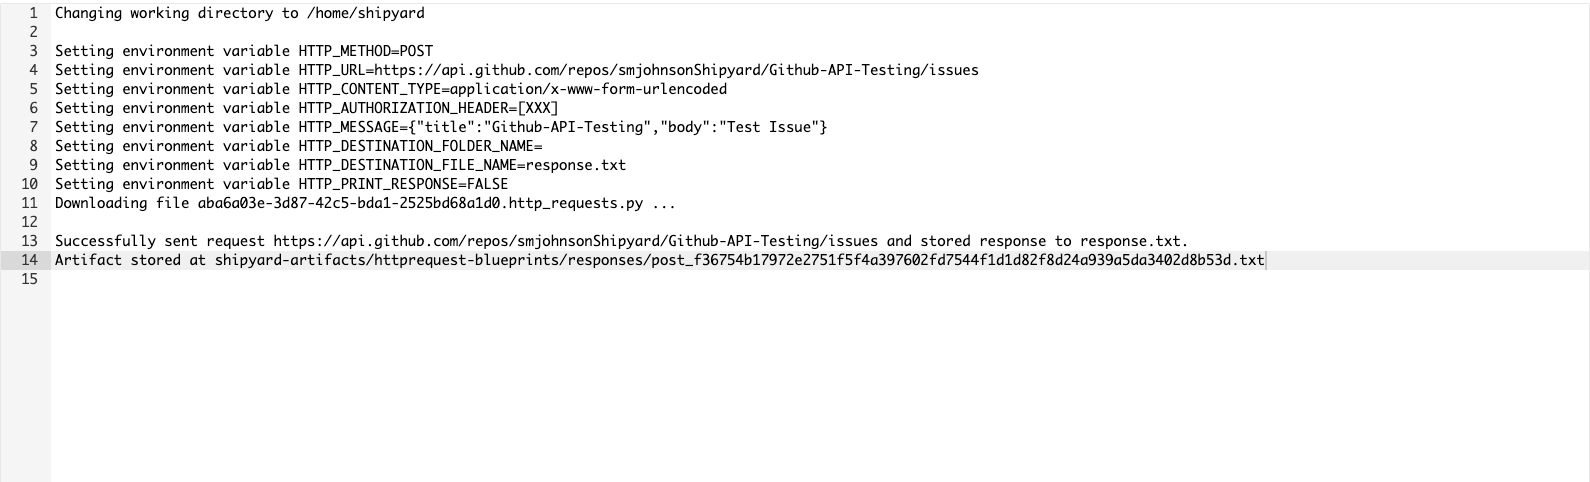 1 Changing working directory to /home/shipyard
2
3 Setting environment variable HTTP_METHOD=POST
4 Setting environment variable HTTP_URL=https://api.github.com/repos/smjohnsonShipyard/Github-API-Testing/issues
5 Setting environment variable HTTP_CONTENT_TYPE=application/x-www-form-urlencoded
6 Setting environment variable HTTP_AUTHORIZATION_HEADER=[XXX]
7 Setting environment variable HTTP_MESSAGE={"title":"Github-API-Testing","body":"Test Issue"}
8 Setting environment variable HTTP_DESTINATION_FOLDER_NAME=
9 Setting environment variable HTTP_DESTINATION_FILE_NAME=response.txt
10 Setting environment variable HTTP_PRINT_RESPONSE=FALSE
11 Downloading file aba6a03e-3d87-42c5-bda1-2525bd68a1d0.http_requests.py ...
12
13 Successfully sent request https://api.github.com/repos/smjohnsonShipyard/Github-API-Testing/issues and stored response to response.txt.
14 Artifact stored at shipyard-artifacts/httprequest-blueprints/responses/post_f36754b17972e2751f5f4a397602fd7544f1d1d82f8d24a939a5da3402d8b53d.txt
15